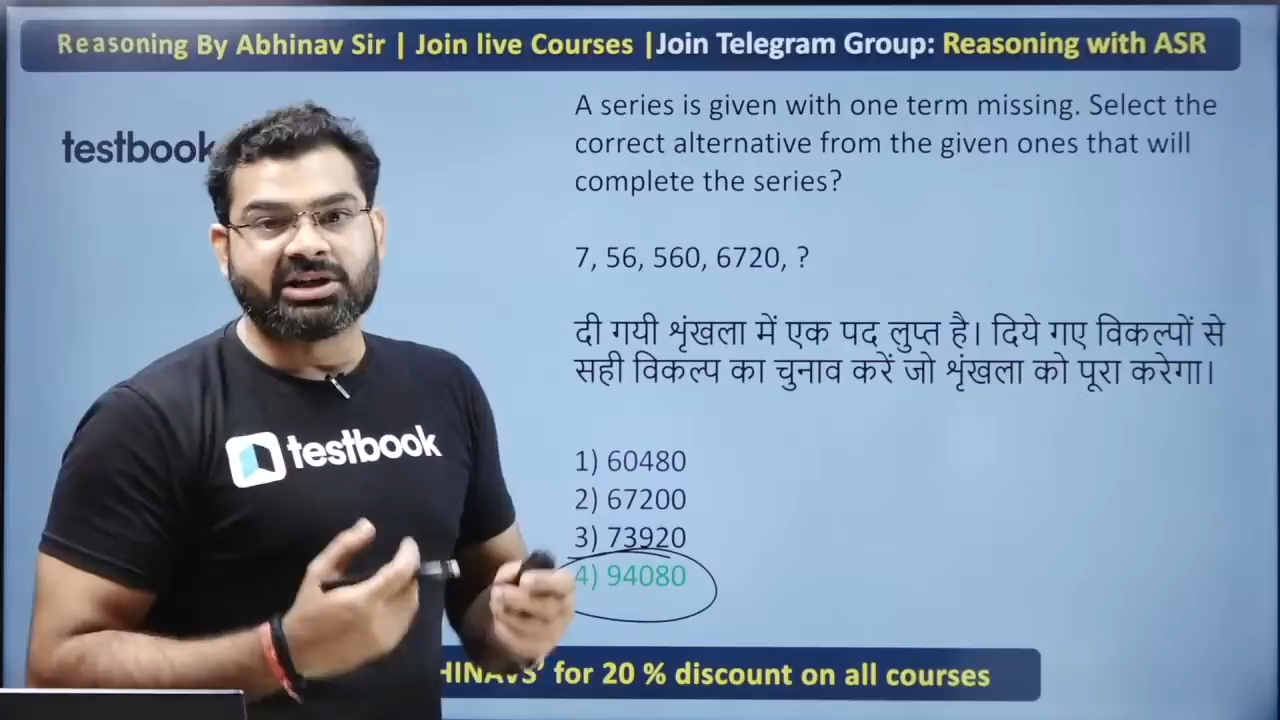 Reasoning By Abhinav Sir | Join live Courses |Join Telegram Group: Reasoning with ASR
testbook
A series is given with one term missing. Select the
correct alternative from the given ones that will
complete the series?
7, 56, 560, 6720, ?
दी गयी श्रृंखला में एक पद लुप्त है। दिये गए विकल्पों से
सही विकल्प का चुनाव करें जो श्रृंखला को पूरा करेगा।
1) 60480
2) 67200
3) 73920
4) 94080
testbook
for 20 % discount on all courses